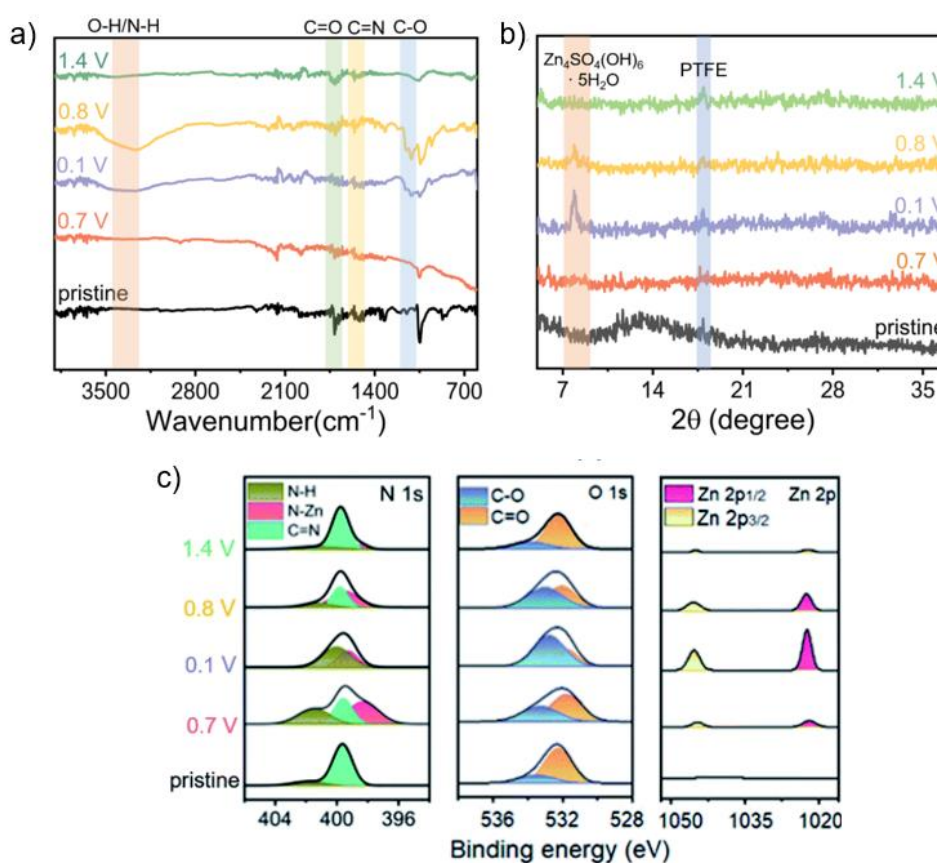 a)
O-H/N-H C=O C=N C-O
1.4 V
0.8 V
0.1 V
0.7 V
pristine
3500 2800 2100 1400 700
Wavenumber(cm⁻¹)
b)
Zn₄SO₄(OH)₆
· 5H₂O
PTFE
1.4 V
0.8 V
0.1 V
0.7 V
pristine
7 14 21 28 35
2θ (degree)
c)
N-H
N-Zn
C=N
N 1s
C-O
C=O
O 1s
Zn 2p₁/₂
Zn 2p₃/₂
Zn 2p
1.4 V
0.8 V
0.1 V
0.7 V
pristine
404 400 396
536 532 528
1050 1035 1020
Binding energy (eV)